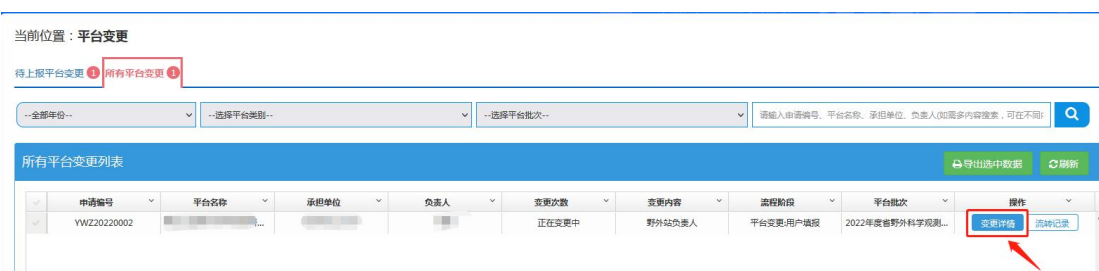 当前位置：平台变更
待上报平台变更 1 所有平台变更 1
--全部年份-- --选择平台类别-- --选择平台批次-- 请输入申请编号、平台名称、承担单位、负责人(如需多内容搜索，可在不同
所有平台变更列表 导出选中数据 刷新
申请编号 平台名称 承担单位 负责人 变更次数 变更内容 流程阶段 平台批次 操作
YWZ20220002 ... 正在变更中 野外站负责人 平台变更:用户填报 2022年度省野外科学观测... 变更详情 流转记录